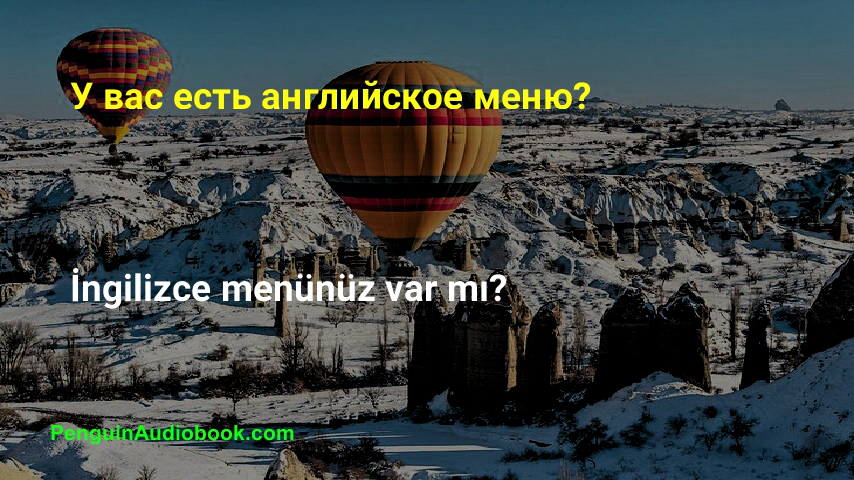 У вас есть английское меню?
İngilizce menünüz var mı?
PenguinAudiobook.com